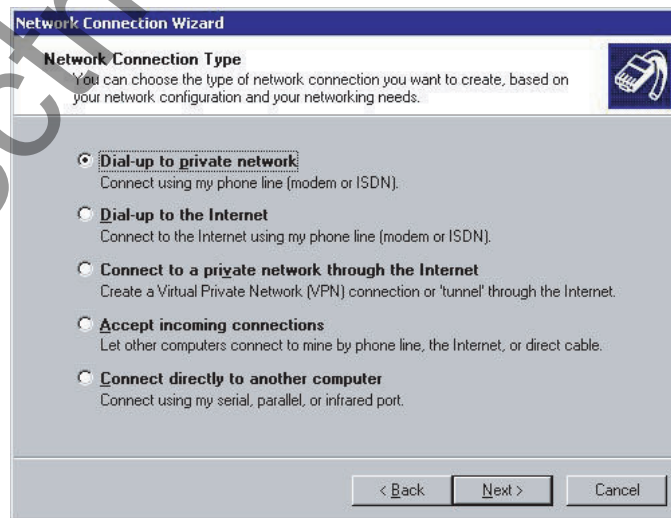 Network Connection Wizard
Network Connection Type
You can choose the type of network connection you want to create, based on
your network configuration and your networking needs.
Dial-up to private network
Connect using my phone line (modem or ISDN).
Dial-up to the Internet
Connect to the Internet using my phone line (modem or ISDN).
Connect to a private network through the Internet
Create a Virtual Private Network (VPN) connection or 'tunnel' through the Internet.
Accept incoming connections
Let other computers connect to mine by phone line, the Internet, or direct cable.
Connect directly to another computer
Connect using my serial, parallel, or infrared port.
< Back Next > Cancel